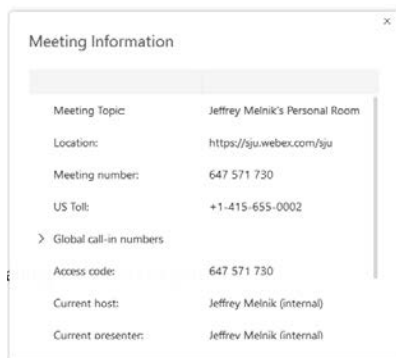 Meeting Information
Meeting Topic: Jeffrey Melnik's Personal Room
Location: https://sju.webex.com/sju
Meeting number: 647 571 730
US Toll: +1-415-655-0002
Global call-in numbers
Access code: 647 571 730
Current host: Jeffrey Melnik (internal)
Current presenter: Jeffrey Melnik (internal)